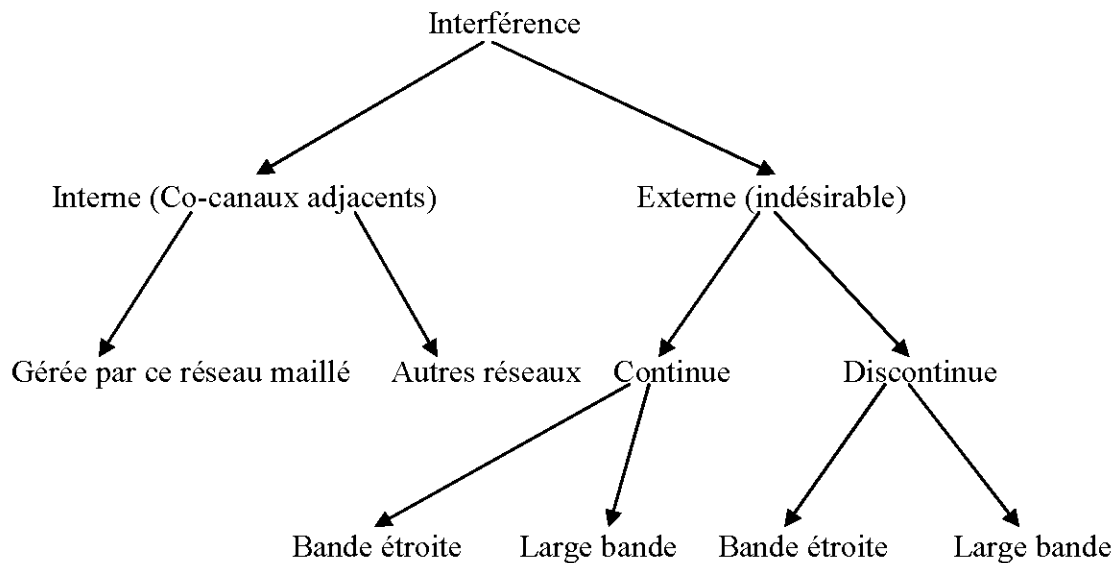 Interférence
Interne (Co-canaux adjacents)
Externe (indésirable)
Gérée par ce réseau maillé
Autres réseaux
Continue
Discontinue
Bande étroite
Large bande
Bande étroite
Large bande